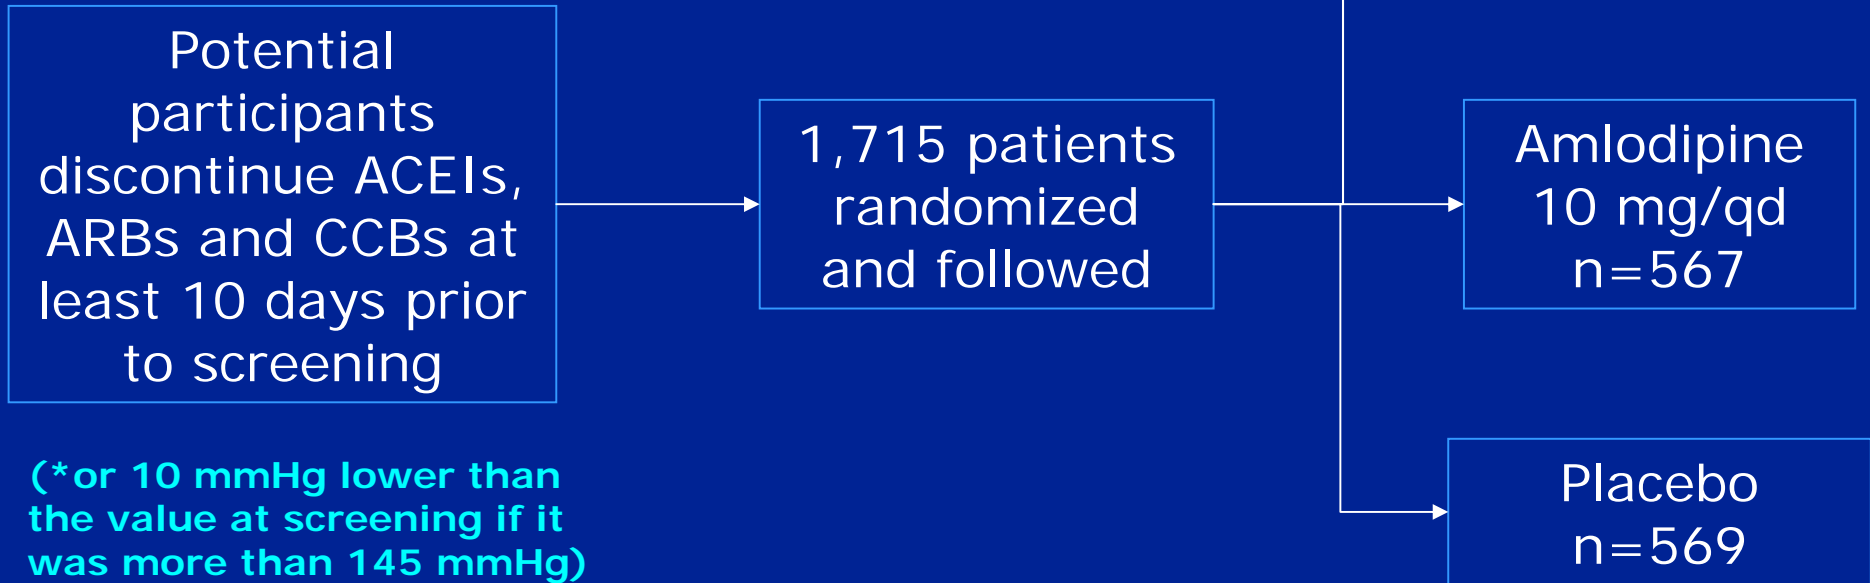 Potential
participants
discontinue ACEIs,
ARBs and CCBs at
least 10 days prior
to screening
1,715 patients
randomized
and followed
Amlodipine
10 mg/qd
n=567
Placebo
n=569
(*or 10 mmHg lower than
the value at screening if it
was more than 145 mmHg)